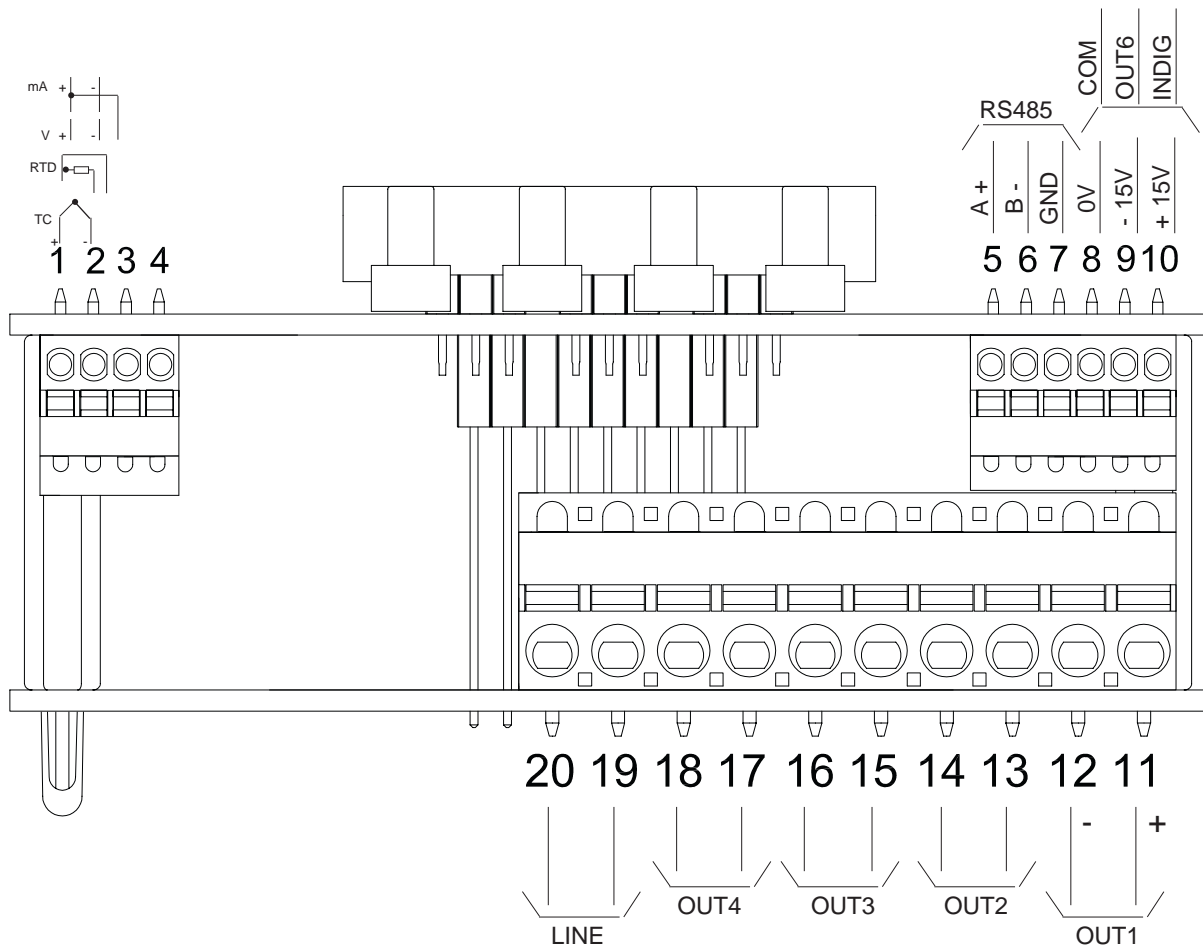 mA + -
V + -
RTD
TC
+ -
1 2 3 4
COM
OUT6
INDIG
RS485
A +
B -
GND
0V
- 15V
+ 15V
5 6 7 8 9 10
20 19 18 17 16 15 14 13 12 11
- +
OUT4 OUT3 OUT2
LINE OUT1